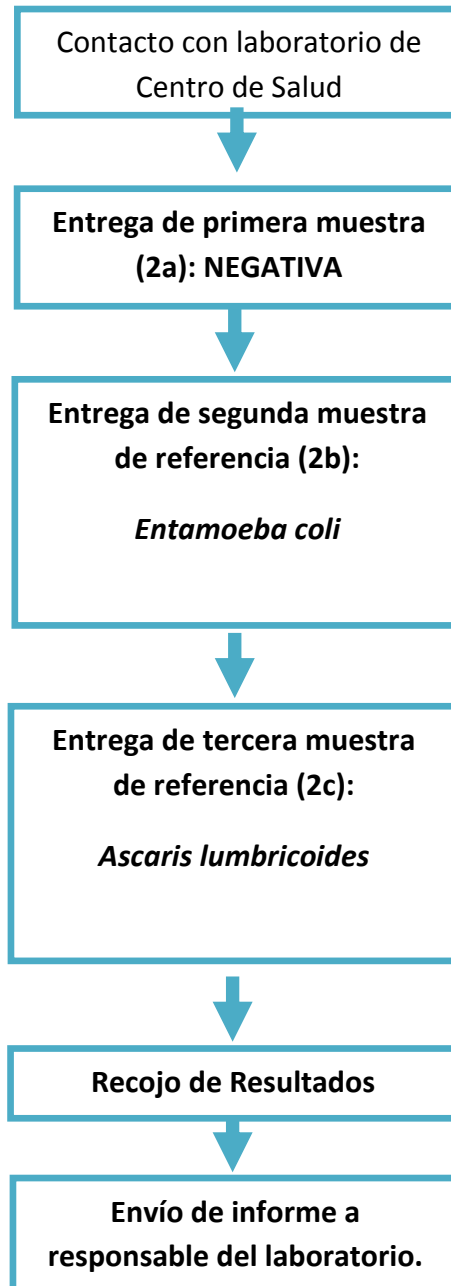 Contacto con laboratorio de
Centro de Salud
Entrega de primera muestra
(2a): NEGATIVA
Entrega de segunda muestra
de referencia (2b):
Entamoeba coli
Entrega de tercera muestra
de referencia (2c):
Ascaris lumbricoides
Recojo de Resultados
Envío de informe a
responsable del laboratorio.